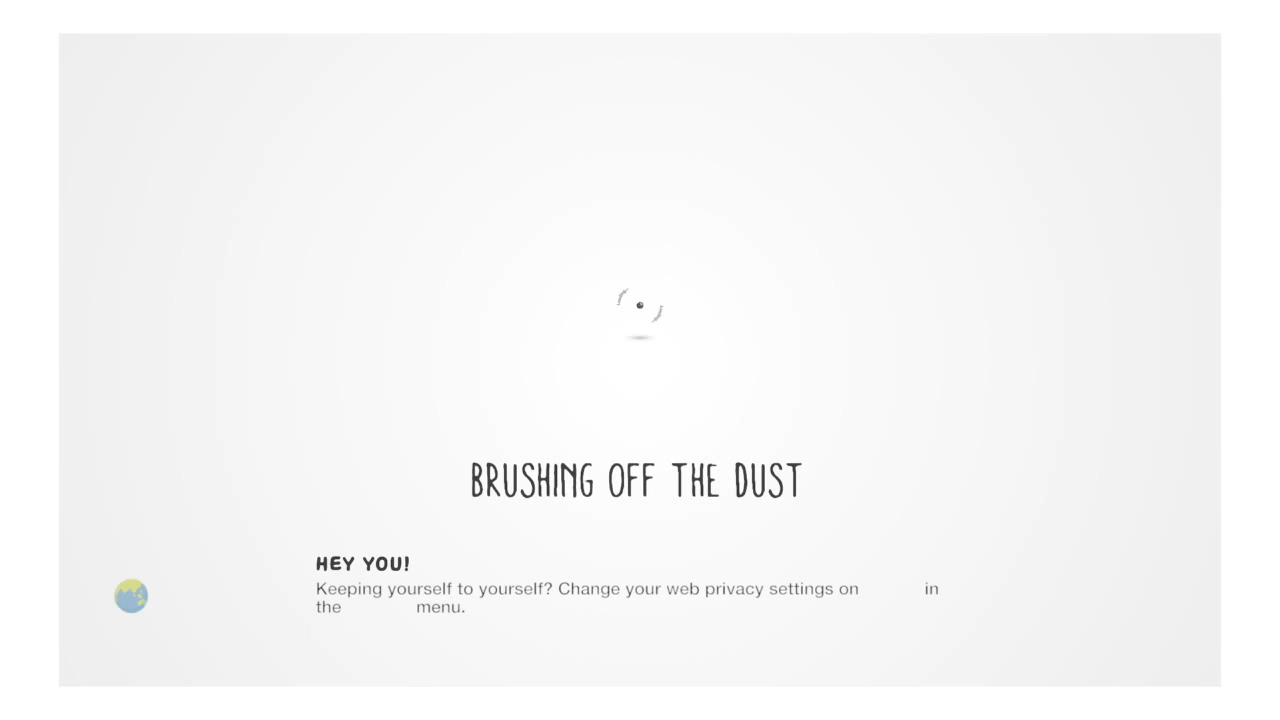 BRUSHING OFF THE DUST
HEY YOU!
Keeping yourself to yourself? Change your web privacy settings on in
the menu.